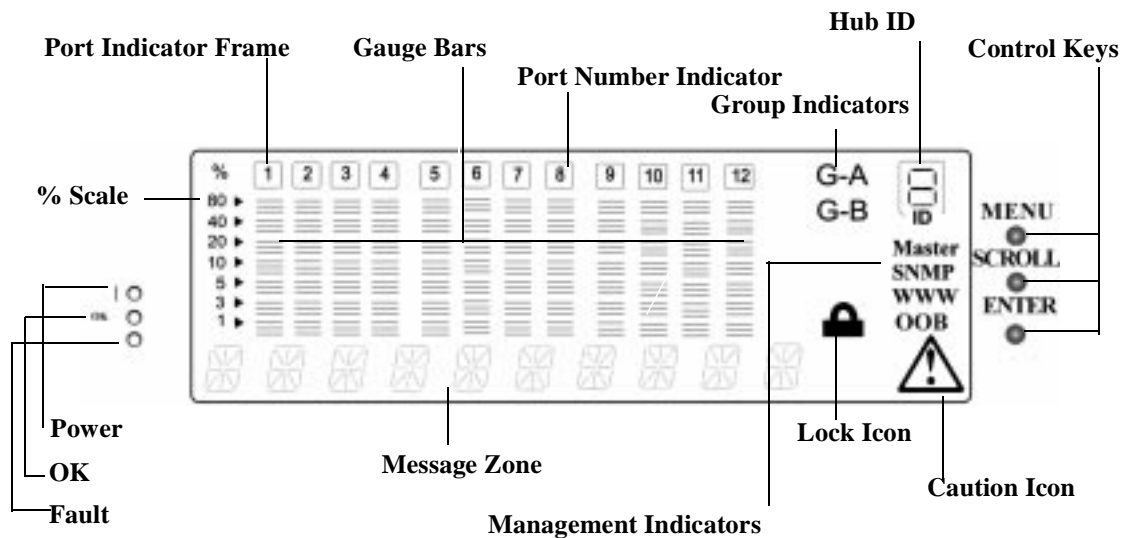 Hub ID
Port Indicator Frame
Gauge Bars
Control Keys
Port Number Indicator
Group Indicators
% 1 2 3 4 5 6 7 8 9 10 11 12
G-A
G-B
ID
% Scale
80
40
20
10
5
3
1
MENU
SCROLL
ENTER
Master
SNMP
WWW
OOB
OK
Power
OK
Fault
Message Zone
Lock Icon
Caution Icon
Management Indicators